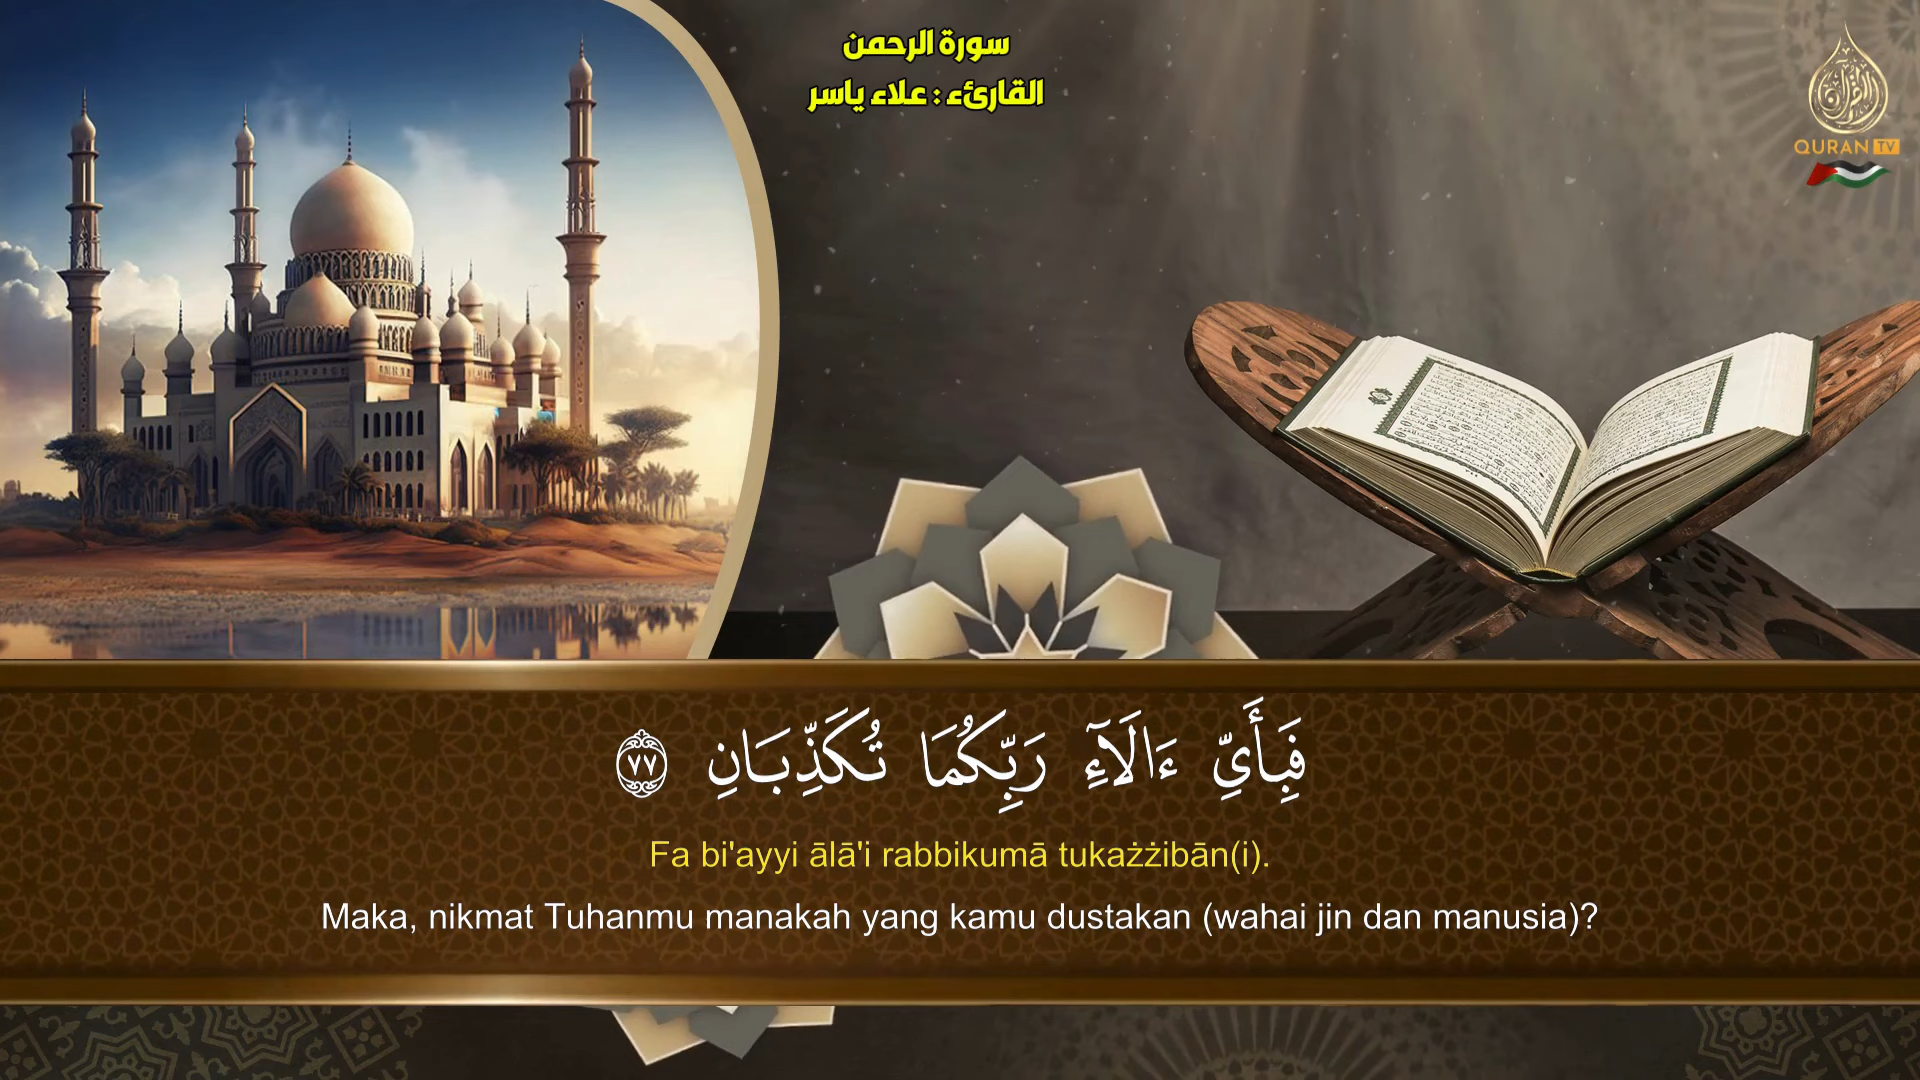 سورة الرحمن
القارئء : علاء ياسر
QURAN TV
فَبِأَيِّ ءَالَآءِ رَبِّكُمَا تُكَذِّبَانِ ٧٧
Fa bi'ayyi ālā'i rabbikumā tukażżibān(i).
Maka, nikmat Tuhanmu manakah yang kamu dustakan (wahai jin dan manusia)?